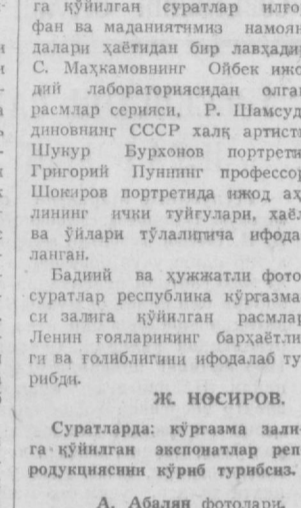 га қўйилган суратлар илғо
фан ва маданиятимиз намоян
далари ҳаётидан бир лавҳади
С. Маҳкамовнинг Ойбек ижо
дий лабораториясидан олга
расмлар серияси, Р. Шамсуд
диновнинг СССР халқ артисти
Шукур Бурхонов портрети
Григорий Пуннинг профессор
Шокиров портретида ижод аҳ
лининг ички туйғулари, хаёл
ва ўйлари тўлалигича ифода
ланган.
Бадиий ва ҳужжатли фото
суратлар республика кўргазма
си залига қўйилган расмлар
Ленин ғояларининг барҳаётли
ги ва ғолиблигини ифодалаб ту
рибди.
Ж. НОСИРОВ.
Суратларда: кўргазма зали
га қўйилган экспонатлар реп
родукциясини кўриб турибсиз.
А. Абалян фотолари.